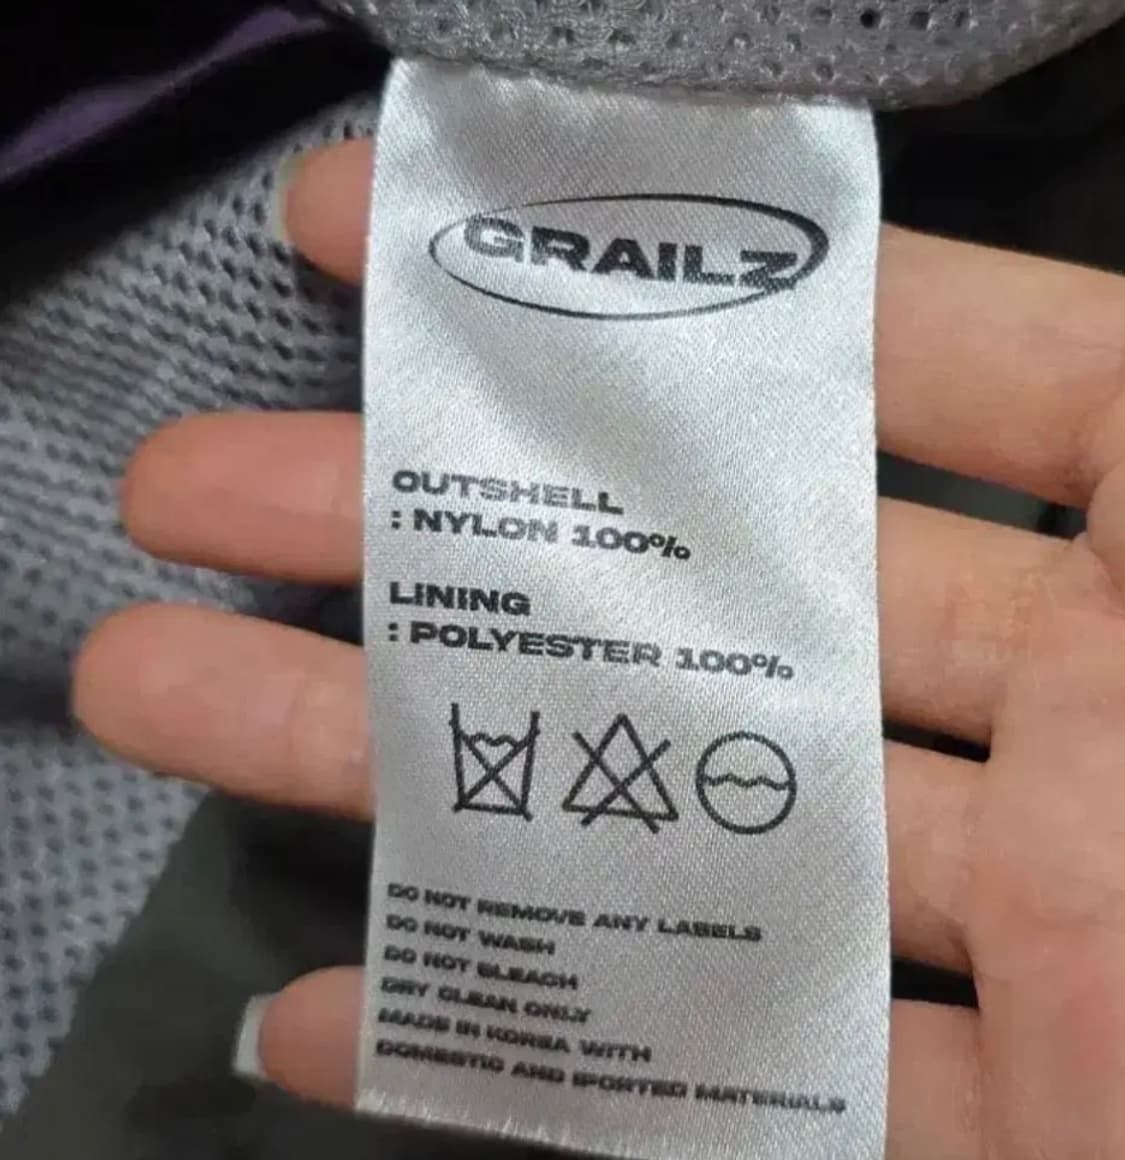 GRAILZ
OUTSHELL
: NYLON 100%
LINING
: POLYESTER 100%
DO NOT REMOVE ANY LABELS
DO NOT WASH
DO NOT BLEACH
DRY CLEAN ONLY
MADE IN KOREA WITH
DOMESTIC AND IPORTED MATERIALS